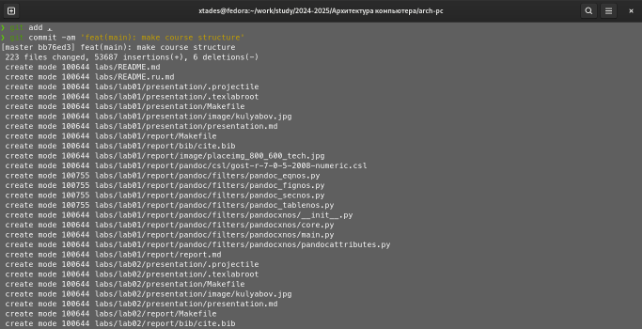 xtades@fedora:~/work/study/2024-2025/Архитектура компьютера/arch-pc
❯ git add .
❯ git commit -am 'feat(main): make course structure'
[master bb76ed3] feat(main): make course structure
223 files changed, 53687 insertions(+), 6 deletions(-)
create mode 100644 labs/README.md
create mode 100644 labs/README.ru.md
create mode 100644 labs/lab01/presentation/.projectile
create mode 100644 labs/lab01/presentation/.texlabroot
create mode 100644 labs/lab01/presentation/Makefile
create mode 100644 labs/lab01/presentation/image/kulyabov.jpg
create mode 100644 labs/lab01/presentation/presentation.md
create mode 100644 labs/lab01/report/Makefile
create mode 100644 labs/lab01/report/bib/cite.bib
create mode 100644 labs/lab01/report/image/placeimg_800_600_tech.jpg
create mode 100644 labs/lab01/report/pandoc/csl/gost-r-7-0-5-2008-numeric.csl
create mode 100755 labs/lab01/report/pandoc/filters/pandoc_eqnos.py
create mode 100755 labs/lab01/report/pandoc/filters/pandoc_fignos.py
create mode 100755 labs/lab01/report/pandoc/filters/pandoc_secnos.py
create mode 100755 labs/lab01/report/pandoc/filters/pandoc_tablenos.py
create mode 100644 labs/lab01/report/pandoc/filters/pandocxnos/__init__.py
create mode 100644 labs/lab01/report/pandoc/filters/pandocxnos/core.py
create mode 100644 labs/lab01/report/pandoc/filters/pandocxnos/main.py
create mode 100644 labs/lab01/report/pandoc/filters/pandocxnos/pandocattributes.py
create mode 100644 labs/lab01/report/report.md
create mode 100644 labs/lab02/presentation/.projectile
create mode 100644 labs/lab02/presentation/.texlabroot
create mode 100644 labs/lab02/presentation/Makefile
create mode 100644 labs/lab02/presentation/image/kulyabov.jpg
create mode 100644 labs/lab02/presentation/presentation.md
create mode 100644 labs/lab02/report/Makefile
create mode 100644 labs/lab02/report/bib/cite.bib